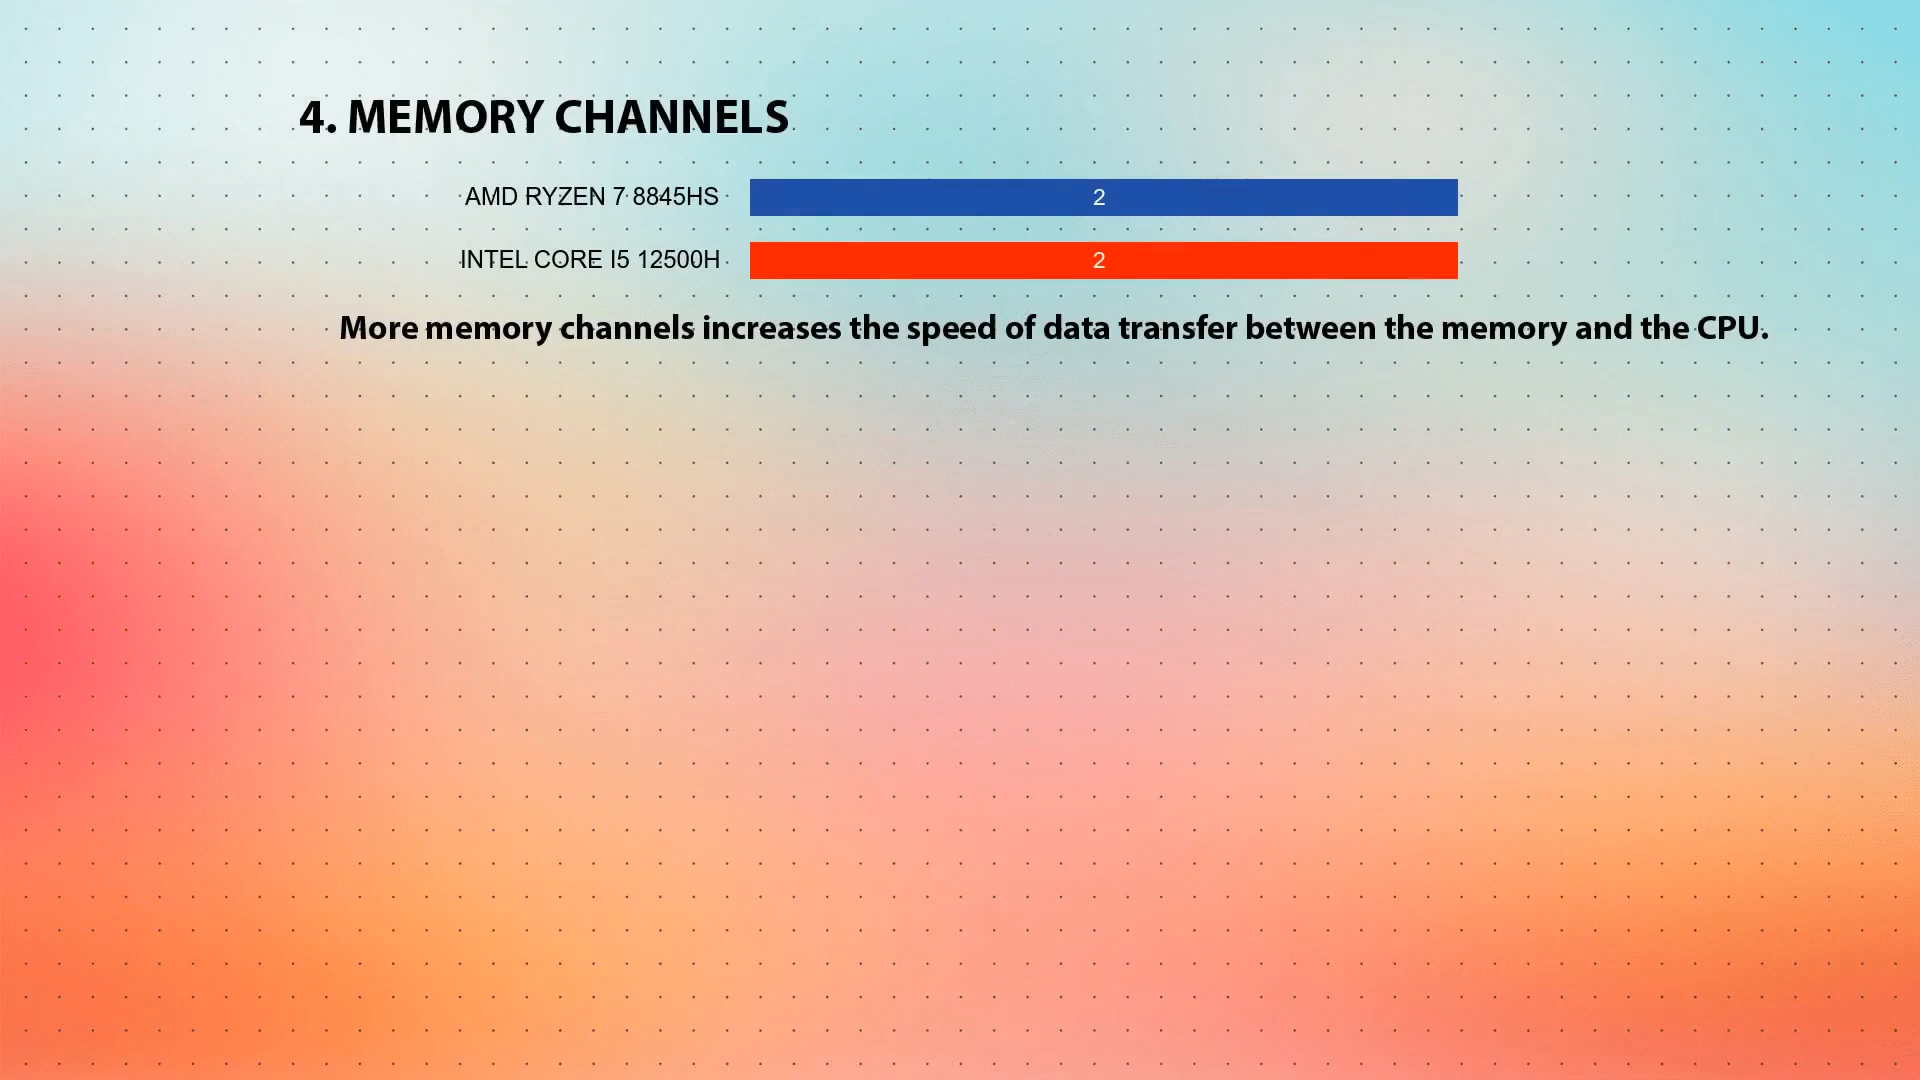 4. MEMORY CHANNELS
AMD RYZEN 7 8845HS 2
INTEL CORE I5 12500H 2
More memory channels increases the speed of data transfer between the memory and the CPU.